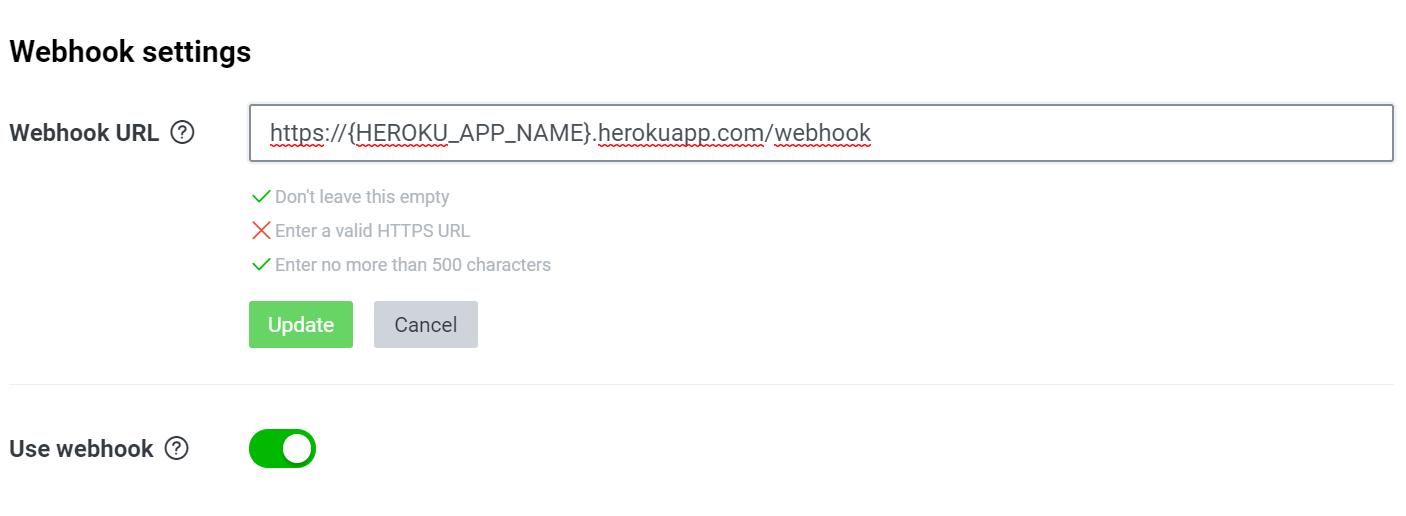 Webhook settings
Webhook URL ?
https://{HEROKU_APP_NAME}.herokuapp.com/webhook
Don't leave this empty
Enter a valid HTTPS URL
Enter no more than 500 characters
Update Cancel
Use webhook ?